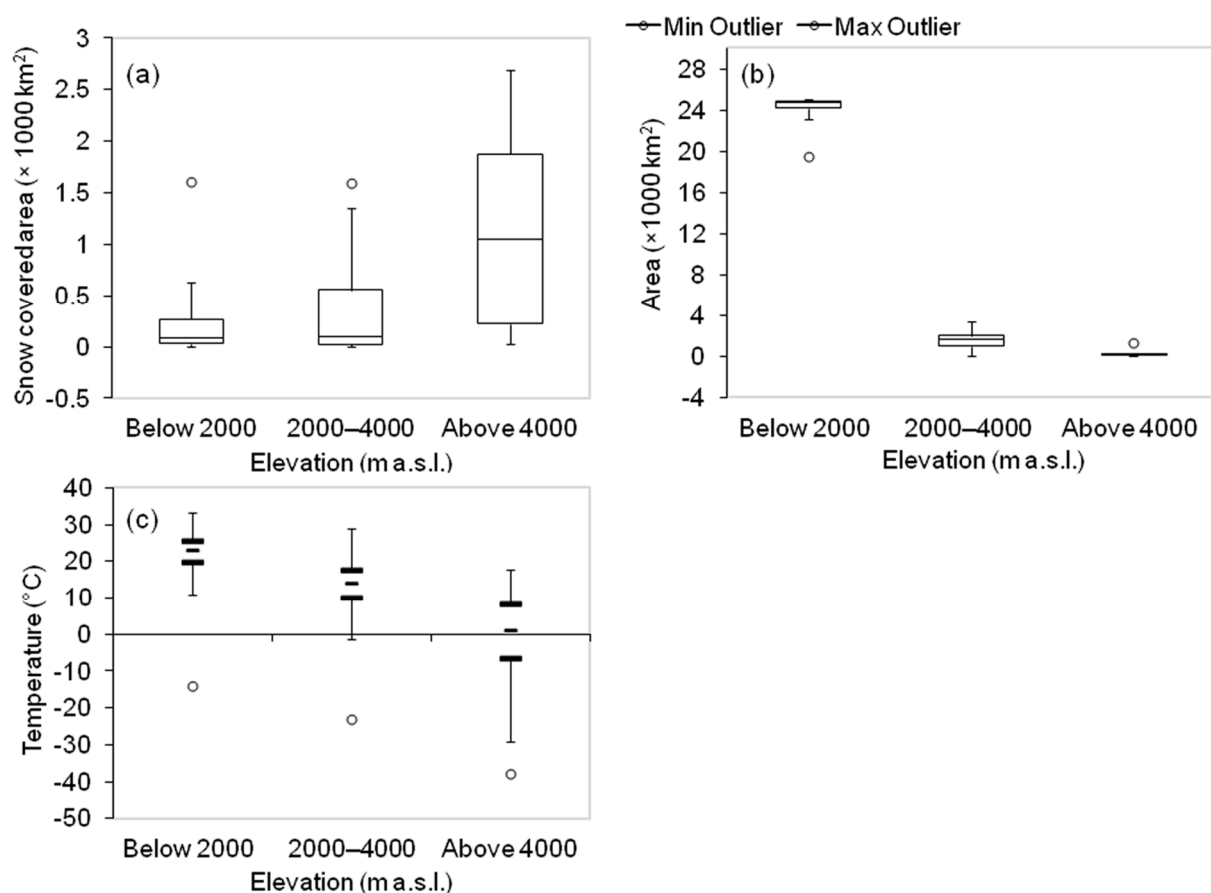 Min Outlier Max Outlier
(a)
Snow covered area (× 1000 km²)
3
2.5
2
1.5
1
0.5
0
-0.5
Below 2000 2000–4000 Above 4000
Elevation (m a.s.l.)
(b)
Area (×1000 km²)
28
24
20
16
12
8
4
0
-4
Below 2000 2000–4000 Above 4000
Elevation (m a.s.l.)
(c)
Temperature (°C)
40
30
20
10
0
-10
-20
-30
-40
-50
Below 2000 2000–4000 Above 4000
Elevation (m a.s.l.)